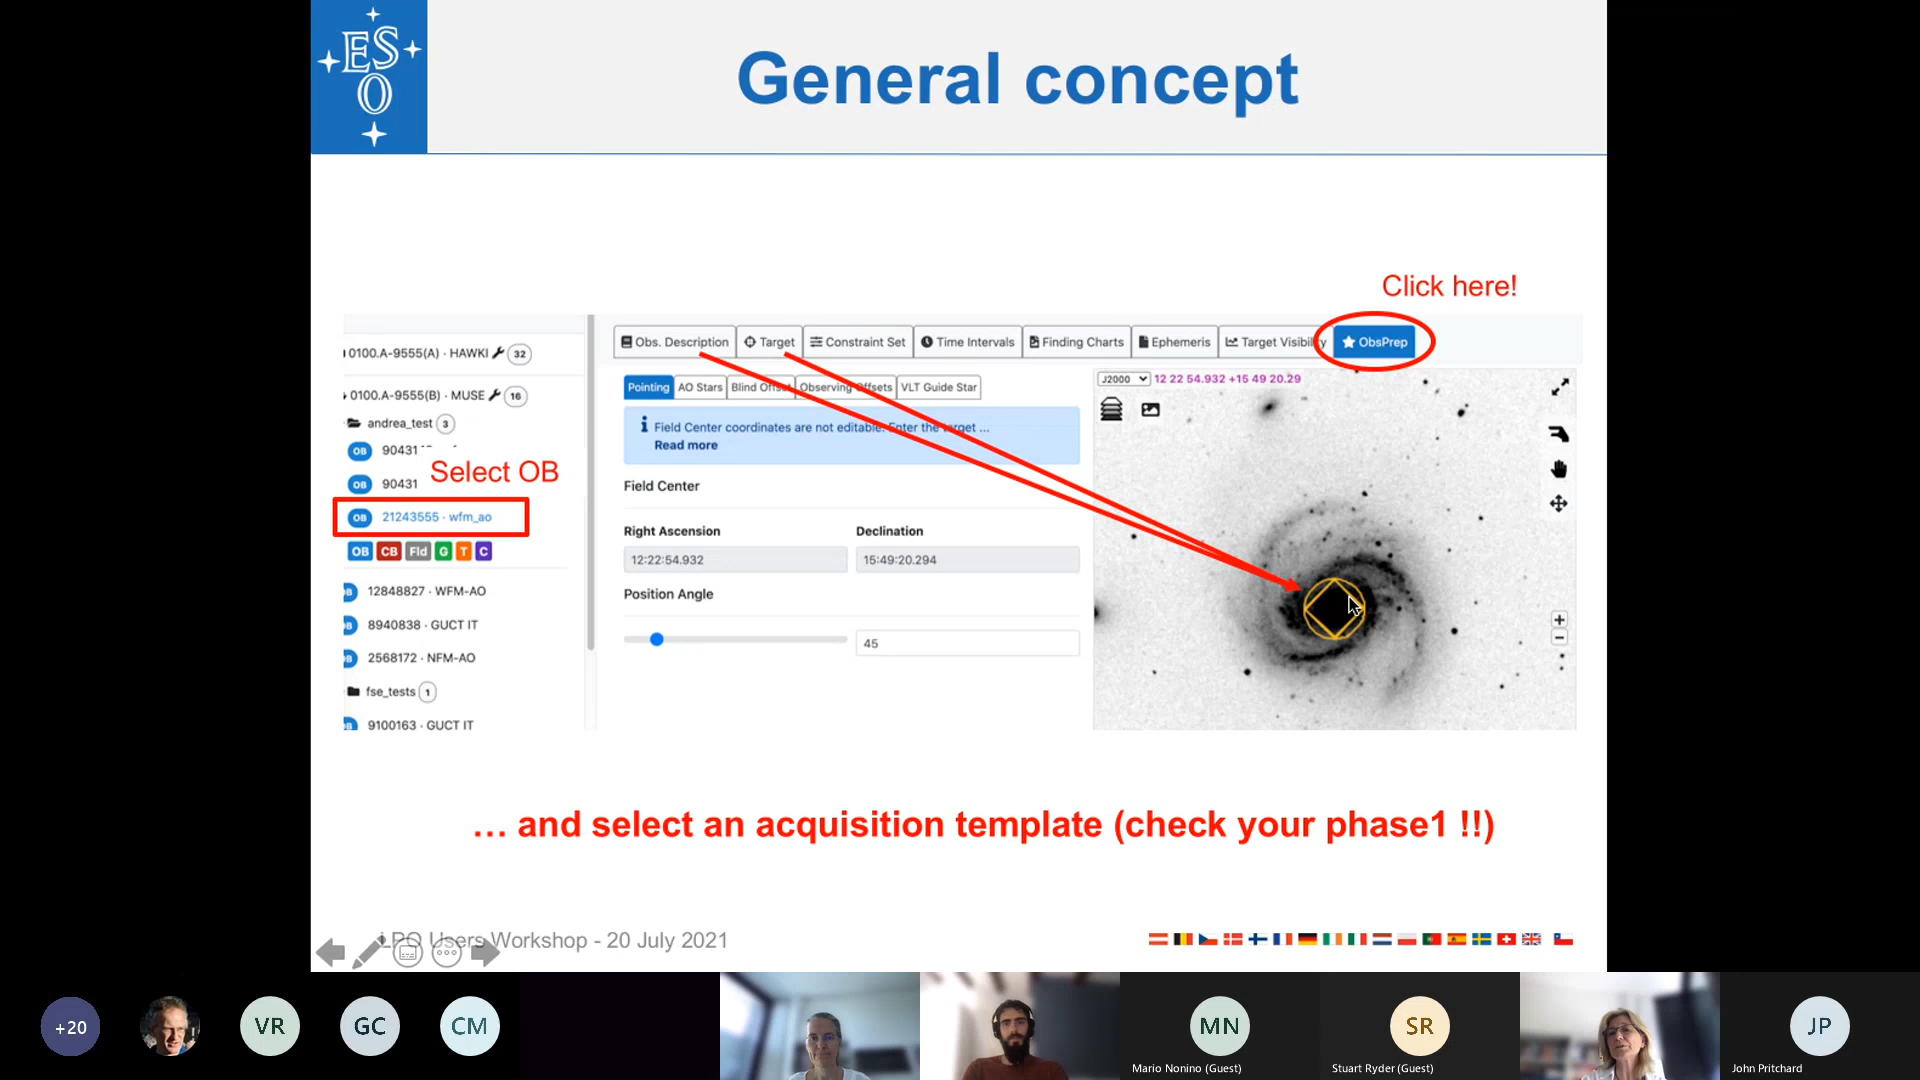 ESO
General concept
Click here!
0100.A-9555(A) · HAWKI 32
0100.A-9555(B) · MUSE 16
andrea_test 3
OB 90431
Select OB
OB 90431
OB 21243555 · wfm_ao
OB CB Fld G T C
12848827 · WFM-AO
8940838 · GUCT IT
2568172 · NFM-AO
fse_tests 1
9100163 · GUCT IT
Obs. Description Target Constraint Set Time Intervals Finding Charts Ephemeris Target Visibility ObsPrep
Pointing AO Stars Blind Offset Observing Offsets VLT Guide Star
Field Center coordinates are not editable. Enter the target ...
Read more
Field Center
Right Ascension Declination
12:22:54.932 15:49:20.294
Position Angle
45
J2000 12 22 54.932 +15 49 20.29
… and select an acquisition template (check your phase1 !!)
LPO Users Workshop - 20 July 2021
+20
VR
GC
CM
MN
Mario Nonino (Guest)
SR
Stuart Ryder (Guest)
JP
John Pritchard